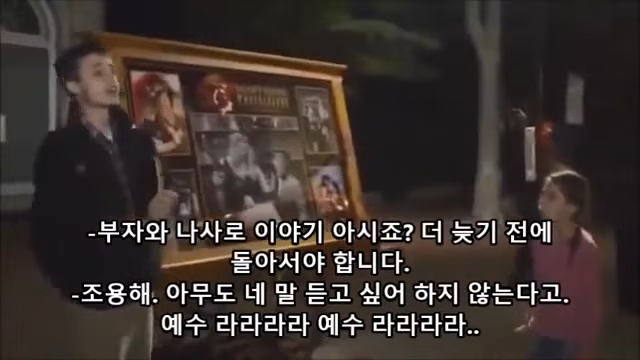 -부자와 나사로 이야기 아시죠? 더 늦기 전에
돌아서야 합니다.
-조용해. 아무도 네 말 듣고 싶어 하지 않는다고.
예수 라라라라 예수 라라라라..